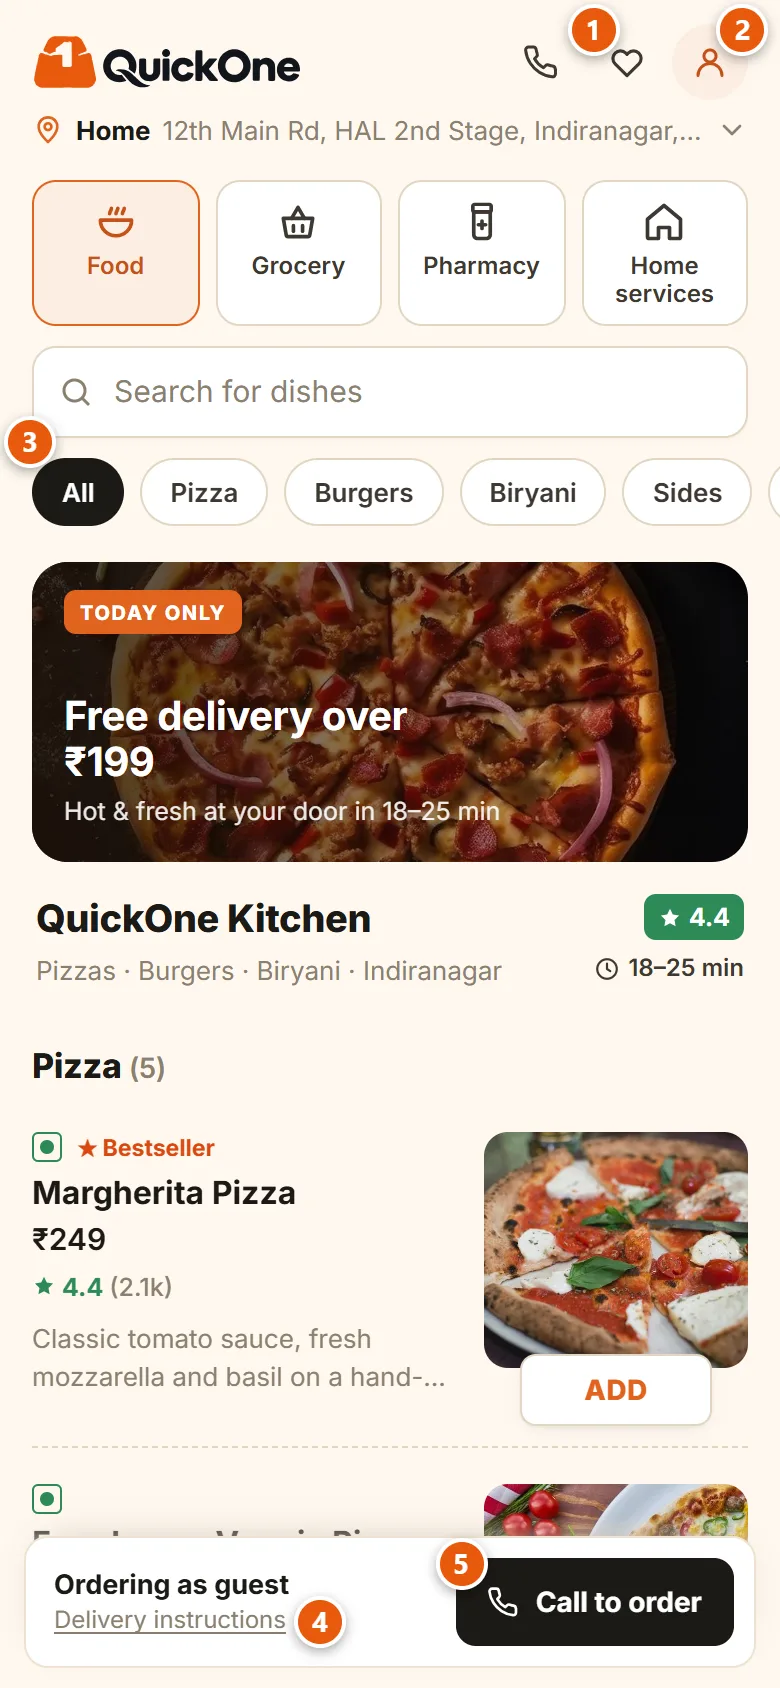 1
2
1 QuickOne
Home 12th Main Rd, HAL 2nd Stage, Indiranagar,...
Food
Grocery
Pharmacy
Home
services
Search for dishes
3
All
Pizza
Burgers
Biryani
Sides
TODAY ONLY
Free delivery over
₹199
Hot & fresh at your door in 18–25 min
QuickOne Kitchen
★ 4.4
Pizzas · Burgers · Biryani · Indiranagar
18–25 min
Pizza (5)
★ Bestseller
Margherita Pizza
₹249
★ 4.4 (2.1k)
Classic tomato sauce, fresh
mozzarella and basil on a hand-...
ADD
Ordering as guest
Delivery instructions
4
5
Call to order